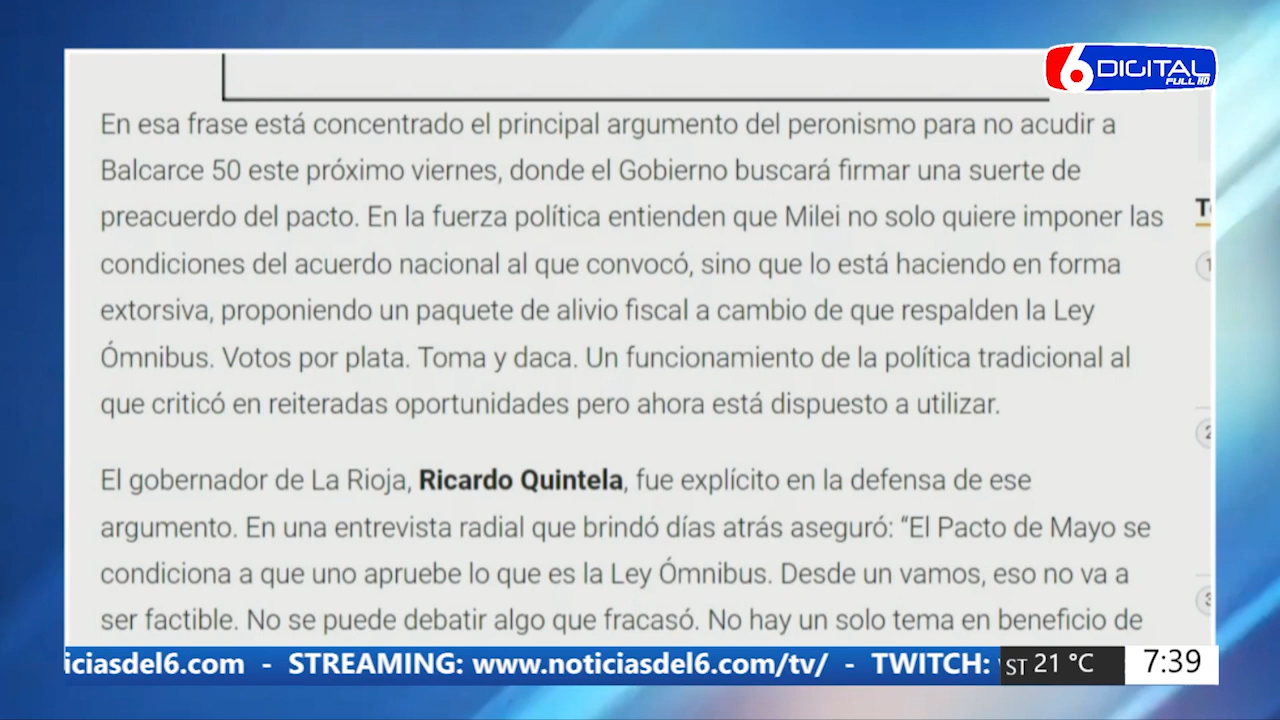 6 DIGITAL
FULL HD
En esa frase está concentrado el principal argumento del peronismo para no acudir a
Balcarce 50 este próximo viernes, donde el Gobierno buscará firmar una suerte de
preacuerdo del pacto. En la fuerza política entienden que Milei no solo quiere imponer las
condiciones del acuerdo nacional al que convocó, sino que lo está haciendo en forma
extorsiva, proponiendo un paquete de alivio fiscal a cambio de que respalden la Ley
Ómnibus. Votos por plata. Toma y daca. Un funcionamiento de la política tradicional al
que criticó en reiteradas oportunidades pero ahora está dispuesto a utilizar.
El gobernador de La Rioja, Ricardo Quintela, fue explícito en la defensa de ese
argumento. En una entrevista radial que brindó días atrás aseguró: “El Pacto de Mayo se
condiciona a que uno apruebe lo que es la Ley Ómnibus. Desde un vamos, eso no va a
ser factible. No se puede debatir algo que fracasó. No hay un solo tema en beneficio de
1
2
3
iciasdel6.com - STREAMING: www.noticiasdel6.com/tv/ - TWITCH:
ST 21 °C
7:39